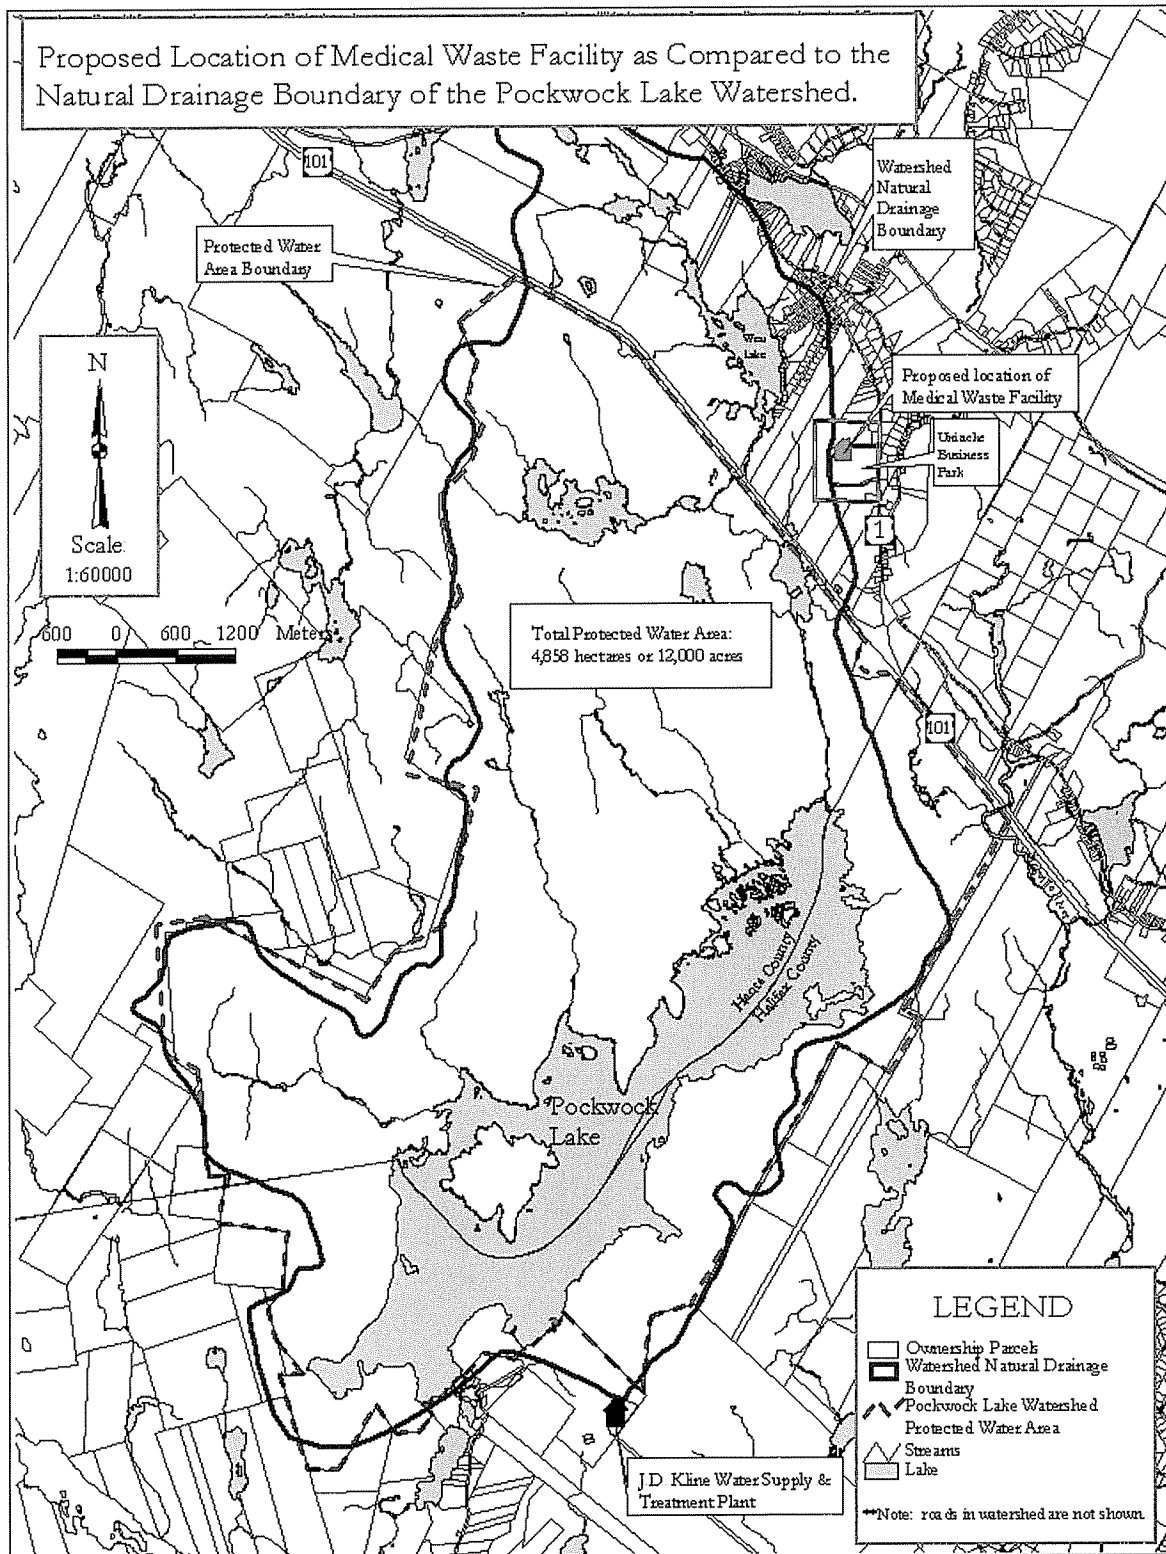 Proposed Location of Medical Waste Facility as Compared to the
Natural Drainage Boundary of the Pockwock Lake Watershed.
101
Watershed
Natural
Drainage
Boundary
Protected Water
Area Boundary
Lake
N
Scale:
1:60000
600 0 600 1200 Meters
Proposed location of
Medical Waste Facility
Uniacke
Business
Park
1
Total Protected Water Area:
4,858 hectares or 12,000 acres
101
Hants County
Halifax County
Pockwock
Lake
J.D. Kline Water Supply &
Treatment Plant
LEGEND
Ownership Parcels
Watershed Natural Drainage
Boundary
Pockwock Lake Watershed
Protected Water Area
Streams
Lake
**Note: roads in watershed are not shown.